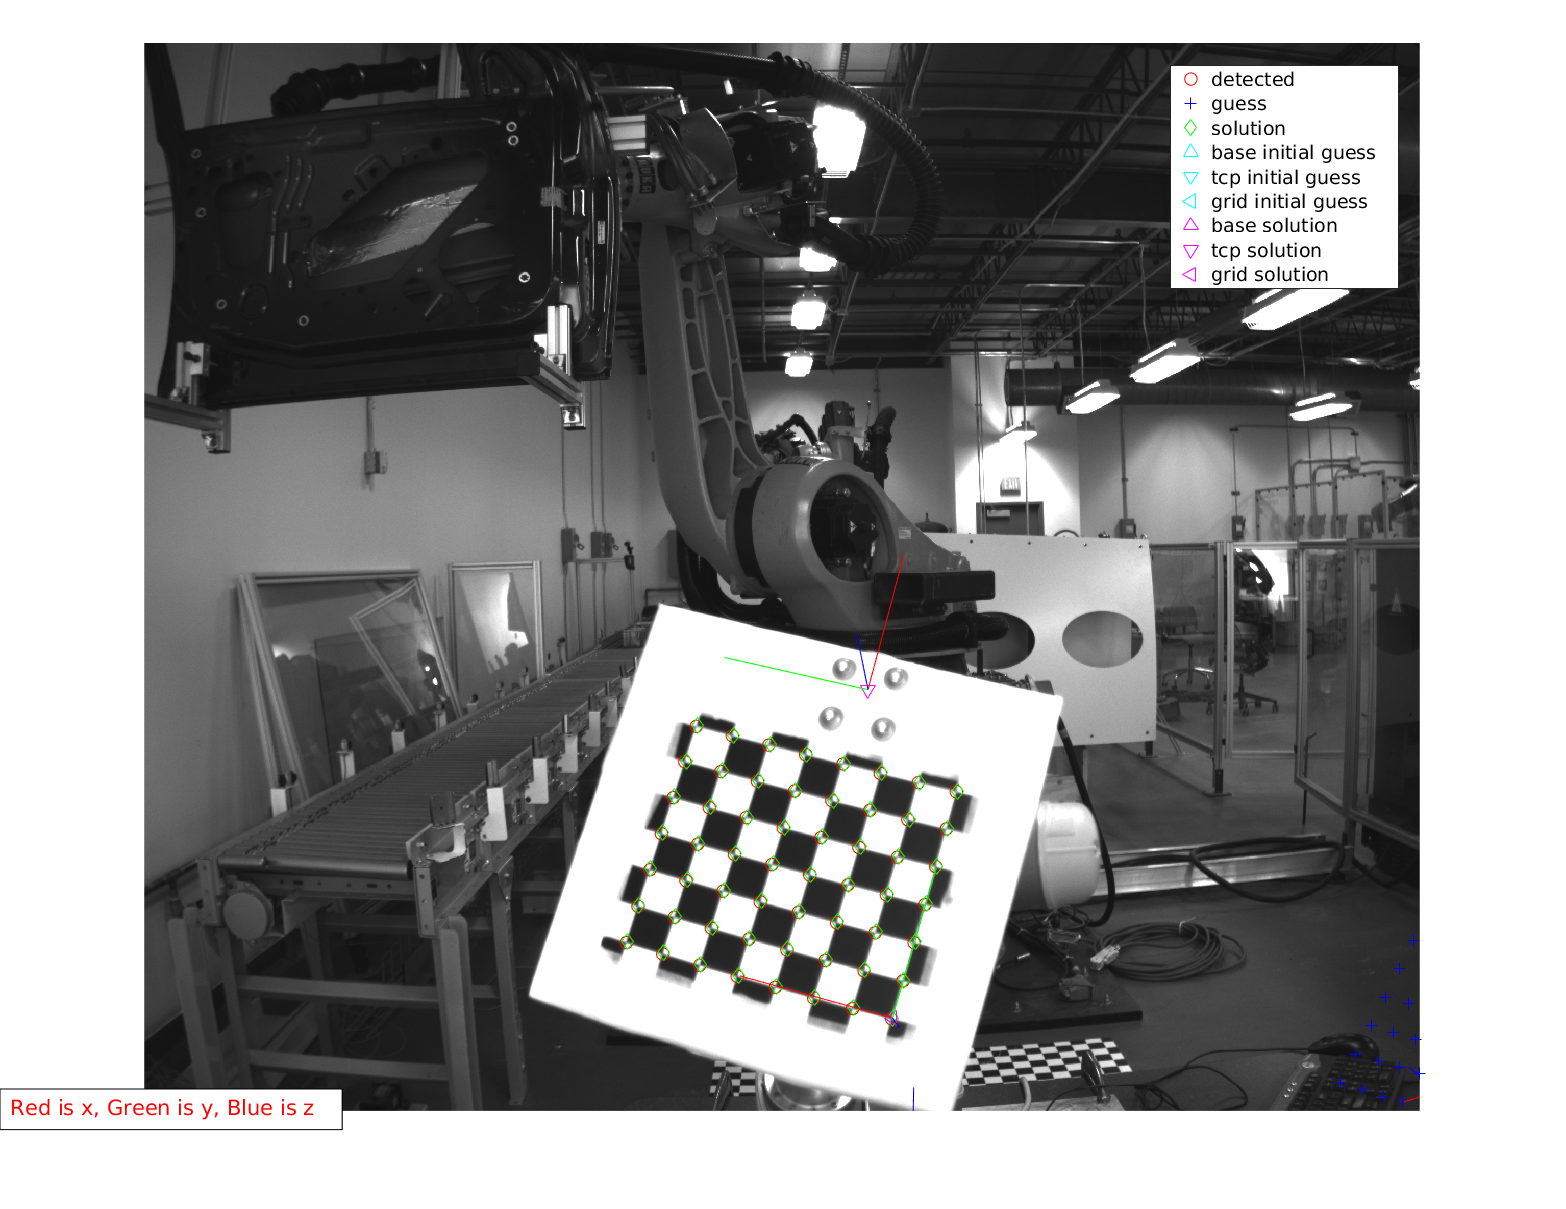 detected
guess
solution
base initial guess
tcp initial guess
grid initial guess
base solution
tcp solution
grid solution
EXIT
Red is x, Green is y, Blue is z